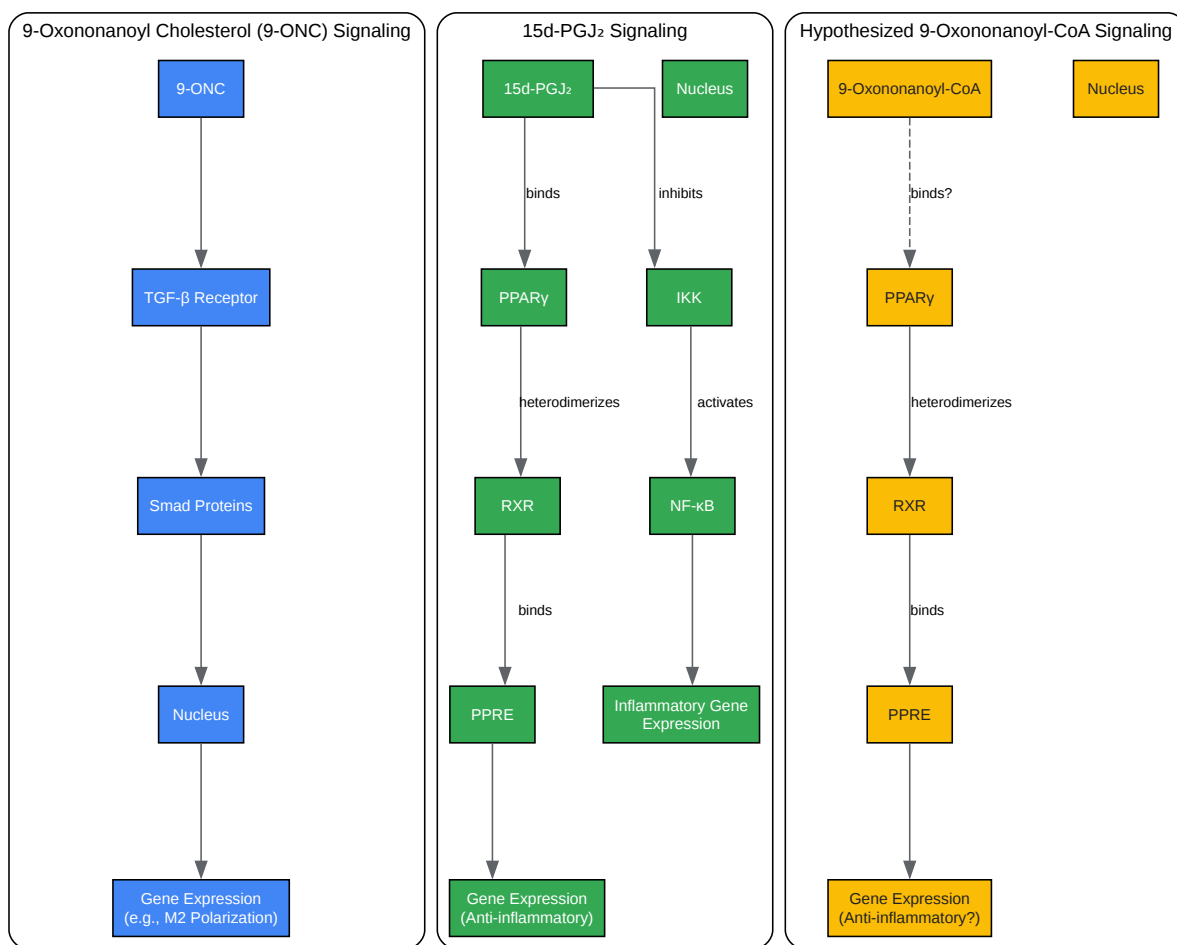 9-Oxononanoyl Cholesterol (9-ONC) Signaling
9-ONC
TGF-β Receptor
Smad Proteins
Nucleus
Gene Expression
(e.g., M2 Polarization)
15d-PGJ₂ Signaling
15d-PGJ₂
Nucleus
binds
inhibits
PPARγ
IKK
heterodimerizes
activates
RXR
NF-κB
binds
PPRE
Inflammatory Gene
Expression
Gene Expression
(Anti-inflammatory)
Hypothesized 9-Oxononanoyl-CoA Signaling
9-Oxononanoyl-CoA
Nucleus
binds?
PPARγ
heterodimerizes
RXR
binds
PPRE
Gene Expression
(Anti-inflammatory?)